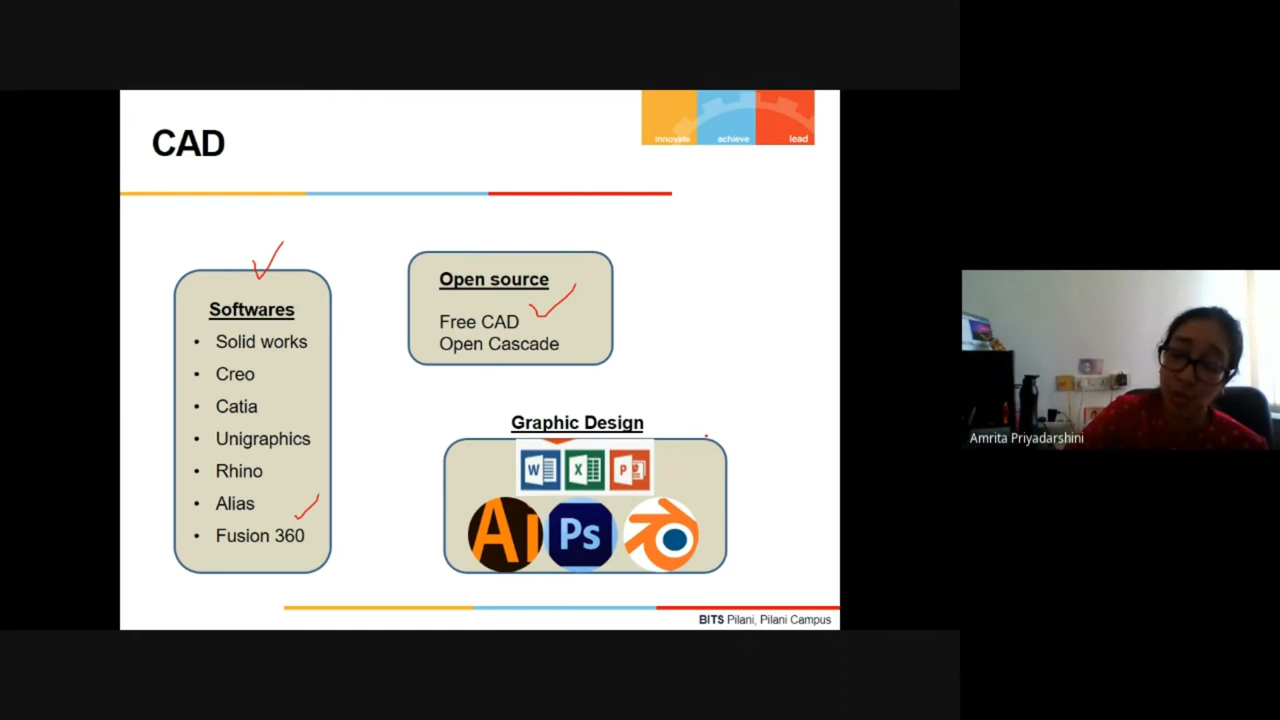 CAD
innovate achieve lead
Softwares
• Solid works
• Creo
• Catia
• Unigraphics
• Rhino
• Alias
• Fusion 360
Open source
Free CAD
Open Cascade
Graphic Design
W X P
Ai Ps
BITS Pilani, Pilani Campus
Amrita Priyadarshini